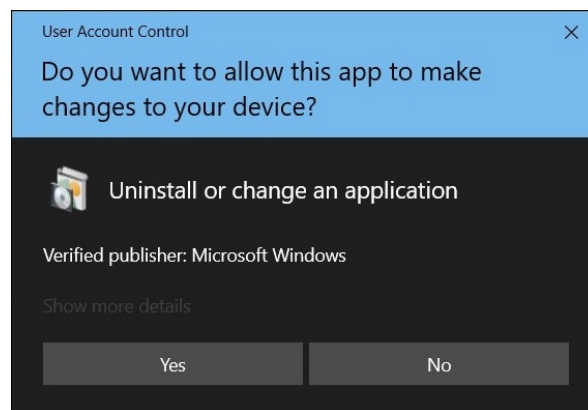 User Account Control
Do you want to allow this app to make
changes to your device?
Uninstall or change an application
Verified publisher: Microsoft Windows
Show more details
Yes
No